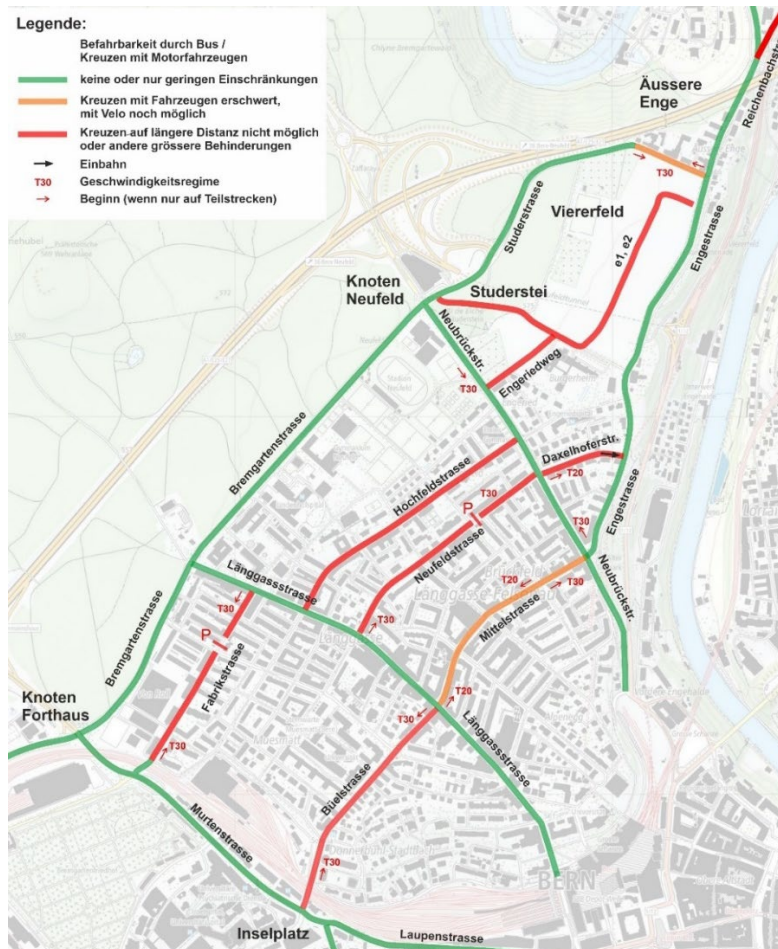 Legende:
Befahrbarkeit durch Bus /
Kreuzen mit Motorfahrzeugen
keine oder nur geringen Einschränkungen
Kreuzen mit Fahrzeugen erschwert,
mit Velo noch möglich
Kreuzen auf längere Distanz nicht möglich
oder andere grössere Behinderungen
Einbahn
T30 Geschwindigkeitsregime
Beginn (wenn nur auf Teilstrecken)
Äussere
Enge
T30
Viererfeld
Studerstrasse
e1, e2
Engestrasse
Knoten
Neufeld
Studerstei
Neubrückstr.
Engeriedweg
T30
Bremgartenstrasse
Hochfeldstrasse
Daxelhoferstr.
T20
T30
P
Neufeldstrasse
T30
Engestrasse
Länggassstrasse
T20
T30
Neubrückstr.
Mittelstrasse
T30
T30
P
Bremgartenstrasse
Fabrikstrasse
Knoten
Forthaus
T20
T30
Länggassstrasse
T30
Büelstrasse
Murtenstrasse
T30
BERN
Inselplatz
Laupenstrasse